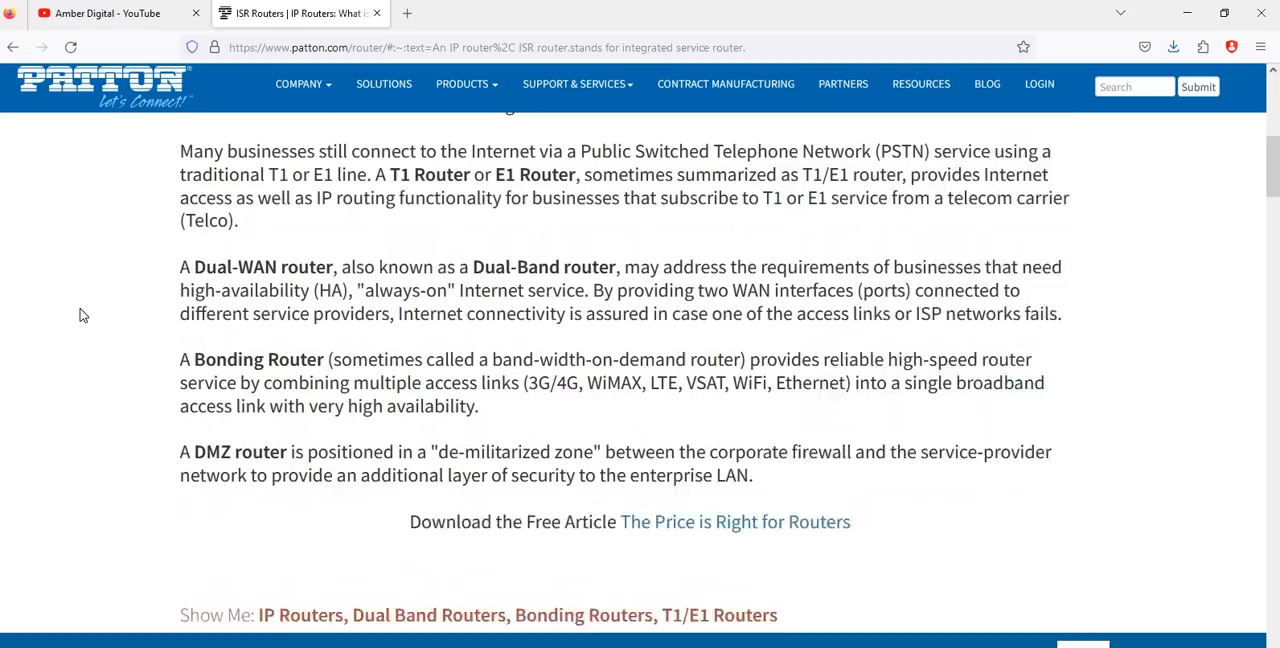 Amber Digital - YouTube
ISR Routers | IP Routers: What is
https://www.patton.com/router/#:~:text=An IP router%2C ISR router.stands for integrated service router.
PATTON®
Let's Connect!™
COMPANY
SOLUTIONS
PRODUCTS
SUPPORT & SERVICES
CONTRACT MANUFACTURING
PARTNERS
RESOURCES
BLOG
LOGIN
Search
Submit
Many businesses still connect to the Internet via a Public Switched Telephone Network (PSTN) service using a
traditional T1 or E1 line. A T1 Router or E1 Router, sometimes summarized as T1/E1 router, provides Internet
access as well as IP routing functionality for businesses that subscribe to T1 or E1 service from a telecom carrier
(Telco).
A Dual-WAN router, also known as a Dual-Band router, may address the requirements of businesses that need
high-availability (HA), "always-on" Internet service. By providing two WAN interfaces (ports) connected to
different service providers, Internet connectivity is assured in case one of the access links or ISP networks fails.
A Bonding Router (sometimes called a band-width-on-demand router) provides reliable high-speed router
service by combining multiple access links (3G/4G, WiMAX, LTE, VSAT, WiFi, Ethernet) into a single broadband
access link with very high availability.
A DMZ router is positioned in a "de-militarized zone" between the corporate firewall and the service-provider
network to provide an additional layer of security to the enterprise LAN.
Download the Free Article The Price is Right for Routers
Show Me: IP Routers, Dual Band Routers, Bonding Routers, T1/E1 Routers